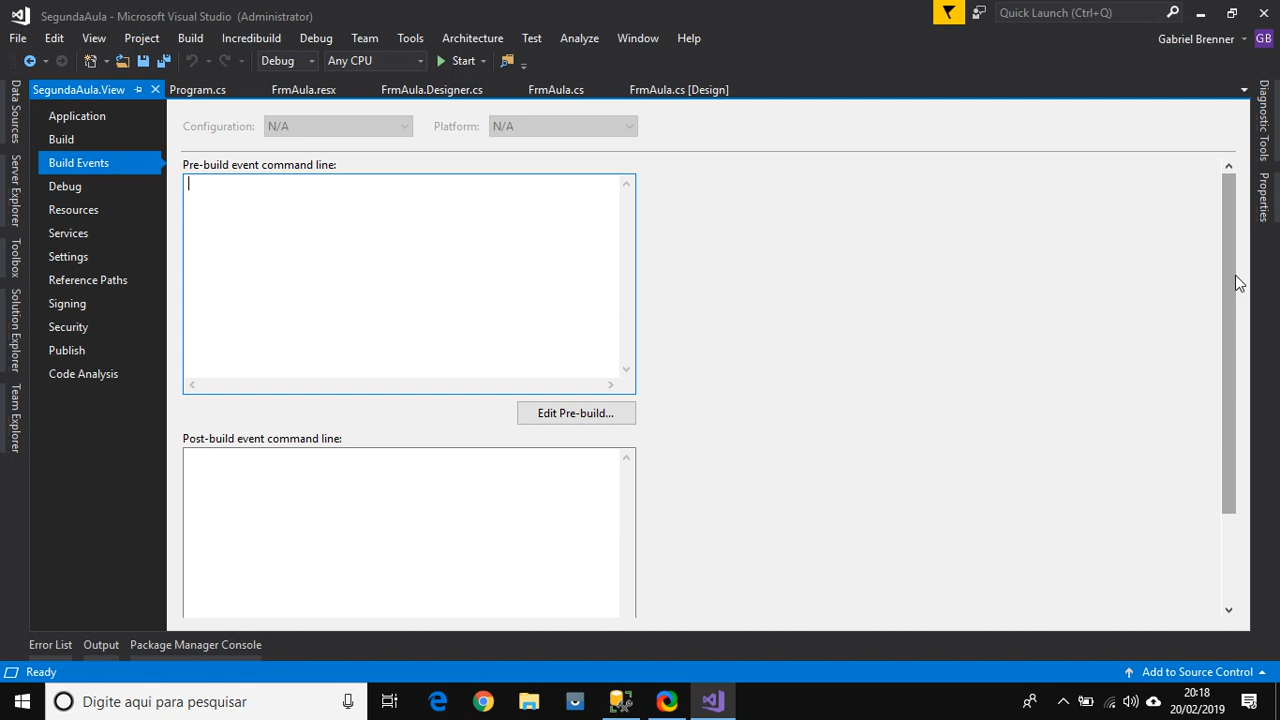 SegundaAula - Microsoft Visual Studio (Administrator)
Quick Launch (Ctrl+Q)
File Edit View Project Build Incredibuild Debug Team Tools Architecture Test Analyze Window Help
Gabriel Brenner GB
Debug Any CPU Start
SegundaAula.View Program.cs FrmAula.resx FrmAula.Designer.cs FrmAula.cs FrmAula.cs [Design]
Data Sources
Server Explorer
Toolbox
Solution Explorer
Team Explorer
Application
Build
Build Events
Debug
Resources
Services
Settings
Reference Paths
Signing
Security
Publish
Code Analysis
Configuration: N/A Platform: N/A
Pre-build event command line:
Edit Pre-build...
Post-build event command line:
Diagnostic Tools
Properties
Error List Output Package Manager Console
Ready
Add to Source Control
Digite aqui para pesquisar
20:18
20/02/2019